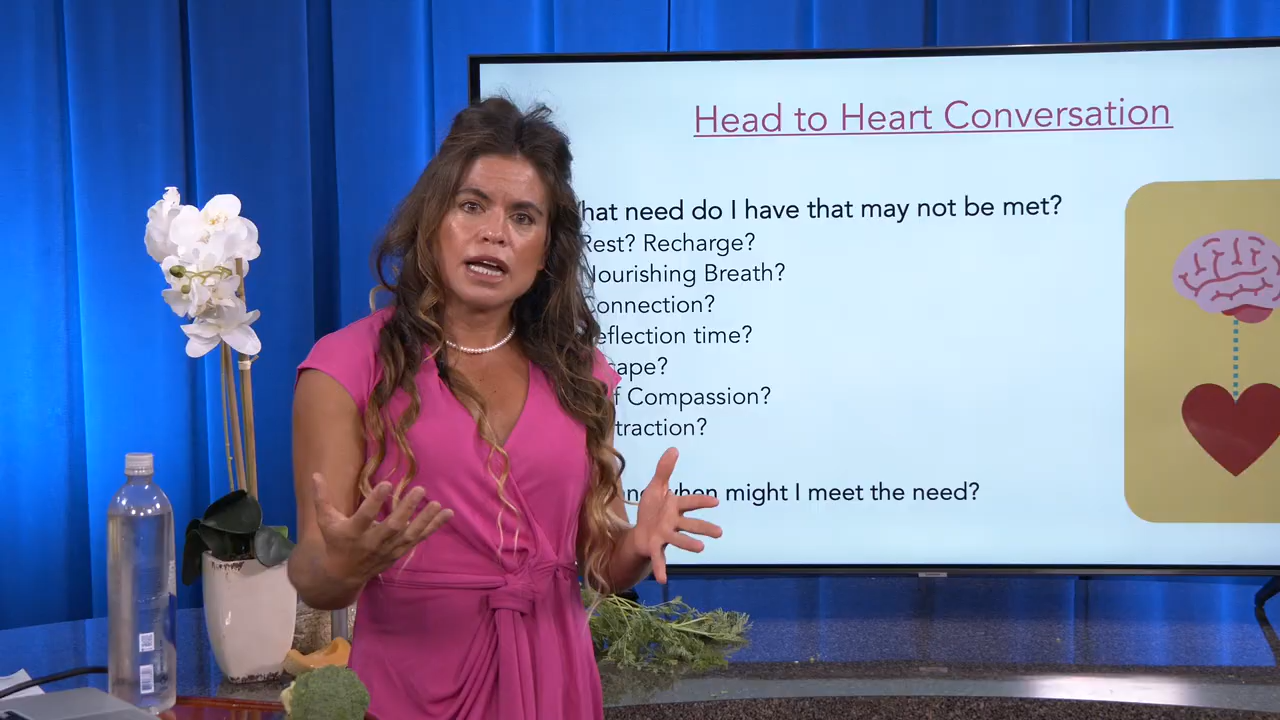 Head to Heart Conversation
hat need do I have that may not be met?
Rest? Recharge?
Nourishing Breath?
Connection?
eflection time?
cape?
f Compassion?
traction?
and when might I meet the need?